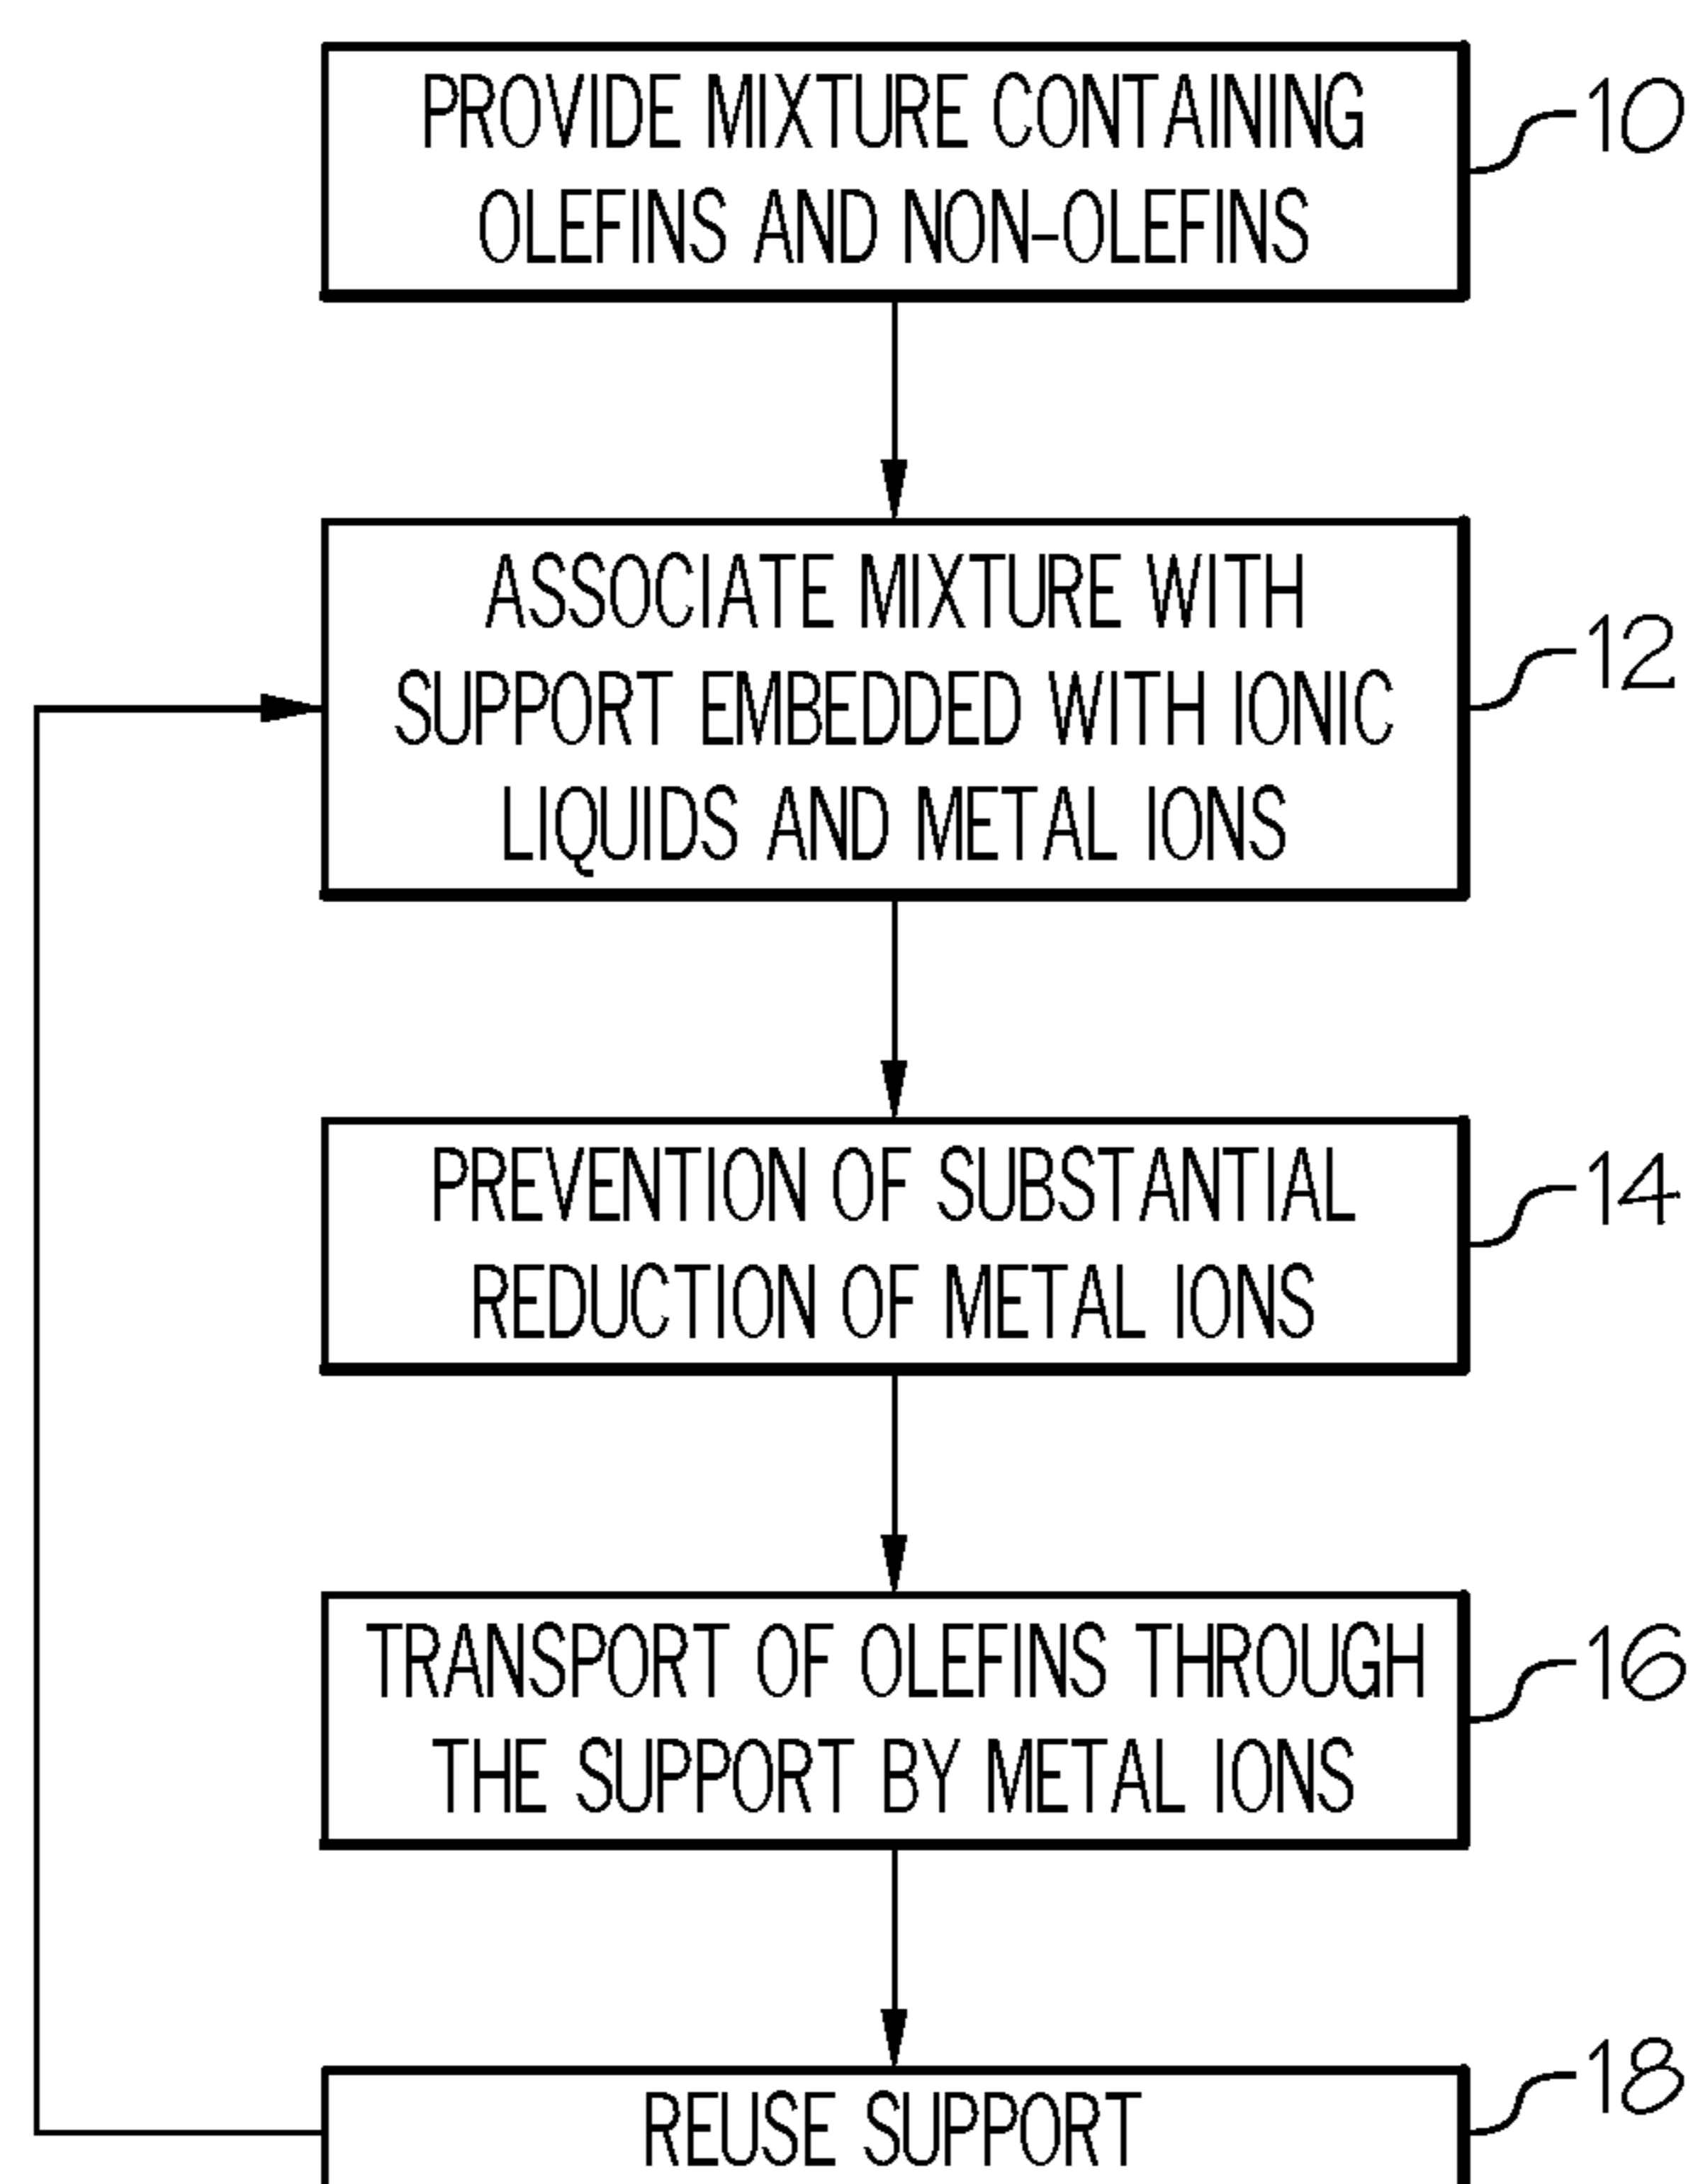 PROVIDE MIXTURE CONTAINING
OLEFINS AND NON-OLEFINS
10
ASSOCIATE MIXTURE WITH
SUPPORT EMBEDDED WITH IONIC
LIQUIDS AND METAL IONS
12
PREVENTION OF SUBSTANTIAL
REDUCTION OF METAL IONS
14
TRANSPORT OF OLEFINS THROUGH
THE SUPPORT BY METAL IONS
16
REUSE SUPPORT
18